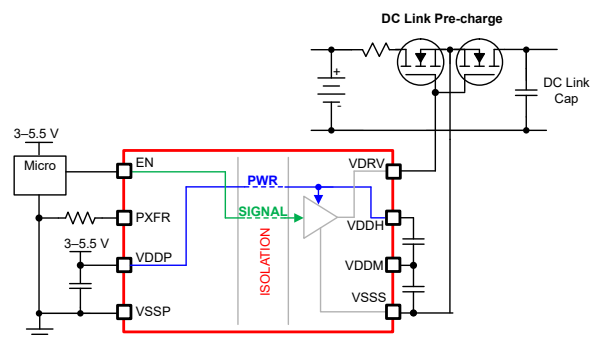 DC Link Pre-charge
+
-
DC Link
Cap
3–5.5 V
Micro
EN
VDRV
PWR
SIGNAL
PXFR
VDDH
3–5.5 V
VDDP
ISOLATION
VDDM
VSSP
VSSS